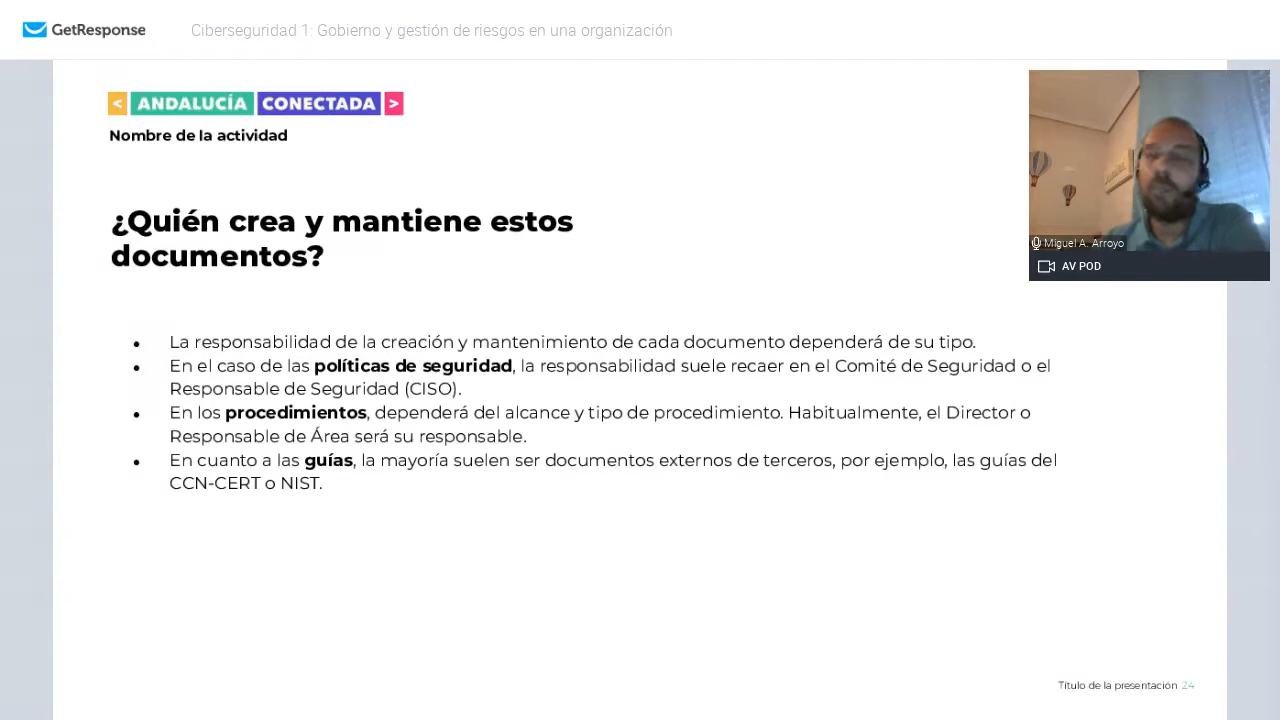 GetResponse
Ciberseguridad 1: Gobierno y gestión de riesgos en una organización
< ANDALUCÍA CONECTADA >
Nombre de la actividad
¿Quién crea y mantiene estos
documentos?
Miguel A. Arroyo
AV POD
● La responsabilidad de la creación y mantenimiento de cada documento dependerá de su tipo.
● En el caso de las políticas de seguridad, la responsabilidad suele recaer en el Comité de Seguridad o el
Responsable de Seguridad (CISO).
● En los procedimientos, dependerá del alcance y tipo de procedimiento. Habitualmente, el Director o
Responsable de Área será su responsable.
● En cuanto a las guías, la mayoría suelen ser documentos externos de terceros, por ejemplo, las guías del
CCN-CERT o NIST.
Título de la presentación 24